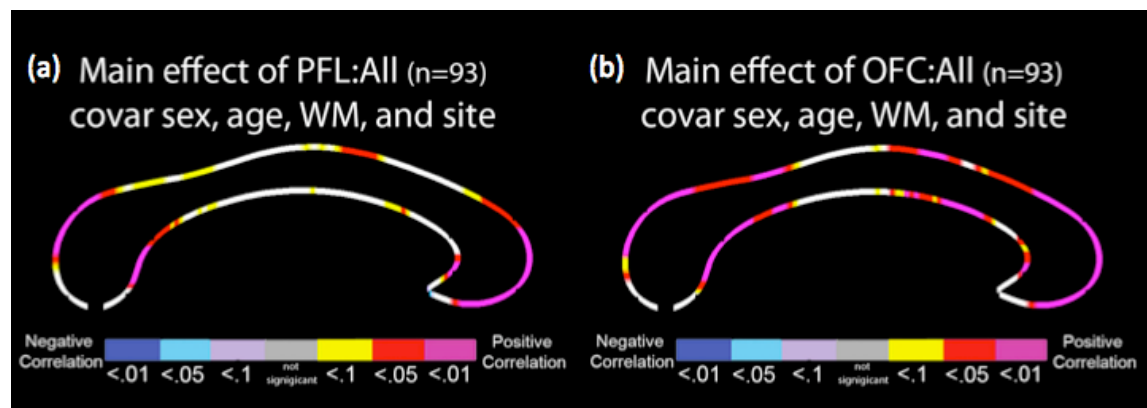 (a) Main effect of PFL:All (n=93)
covar sex, age, WM, and site
Negative
Correlation
<.01 <.05 <.1 not signigicant <.1 <.05 <.01
Positive
Correlation
(b) Main effect of OFC:All (n=93)
covar sex, age, WM, and site
Negative
Correlation
<.01 <.05 <.1 not signigicant <.1 <.05 <.01
Positive
Correlation